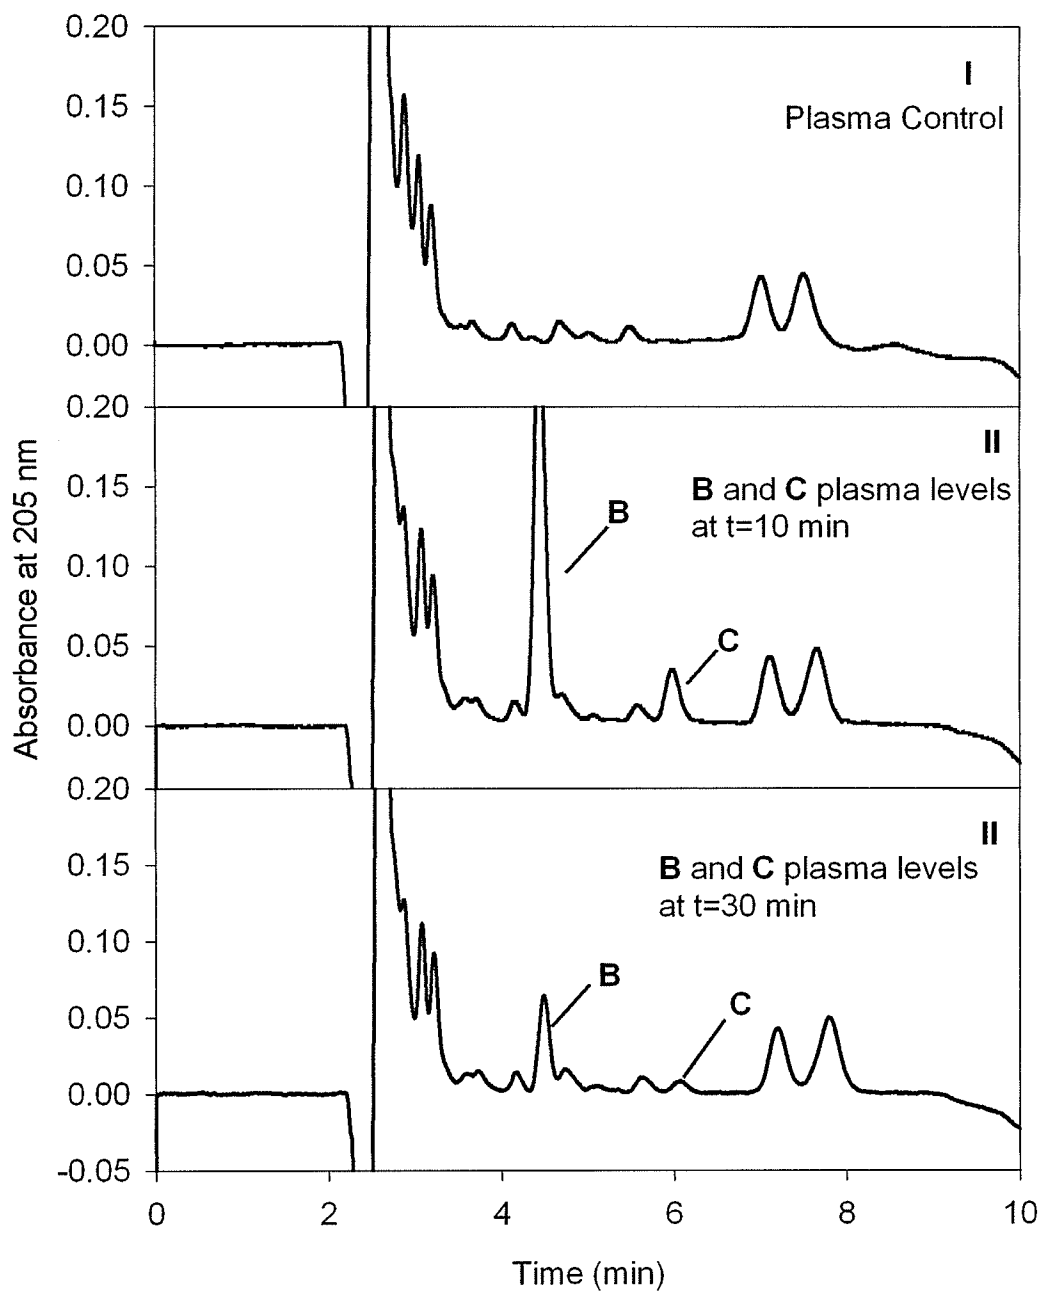 0.20
I
0.15
Plasma Control
0.10
0.05
0.00
0.20
II
0.15
B and C plasma levels
at t=10 min
B
0.10
0.05
C
0.00
0.20
II
0.15
B and C plasma levels
at t=30 min
0.10
B
0.05
C
0.00
-0.05
Absorbance at 205 nm
0 2 4 6 8 10
Time (min)